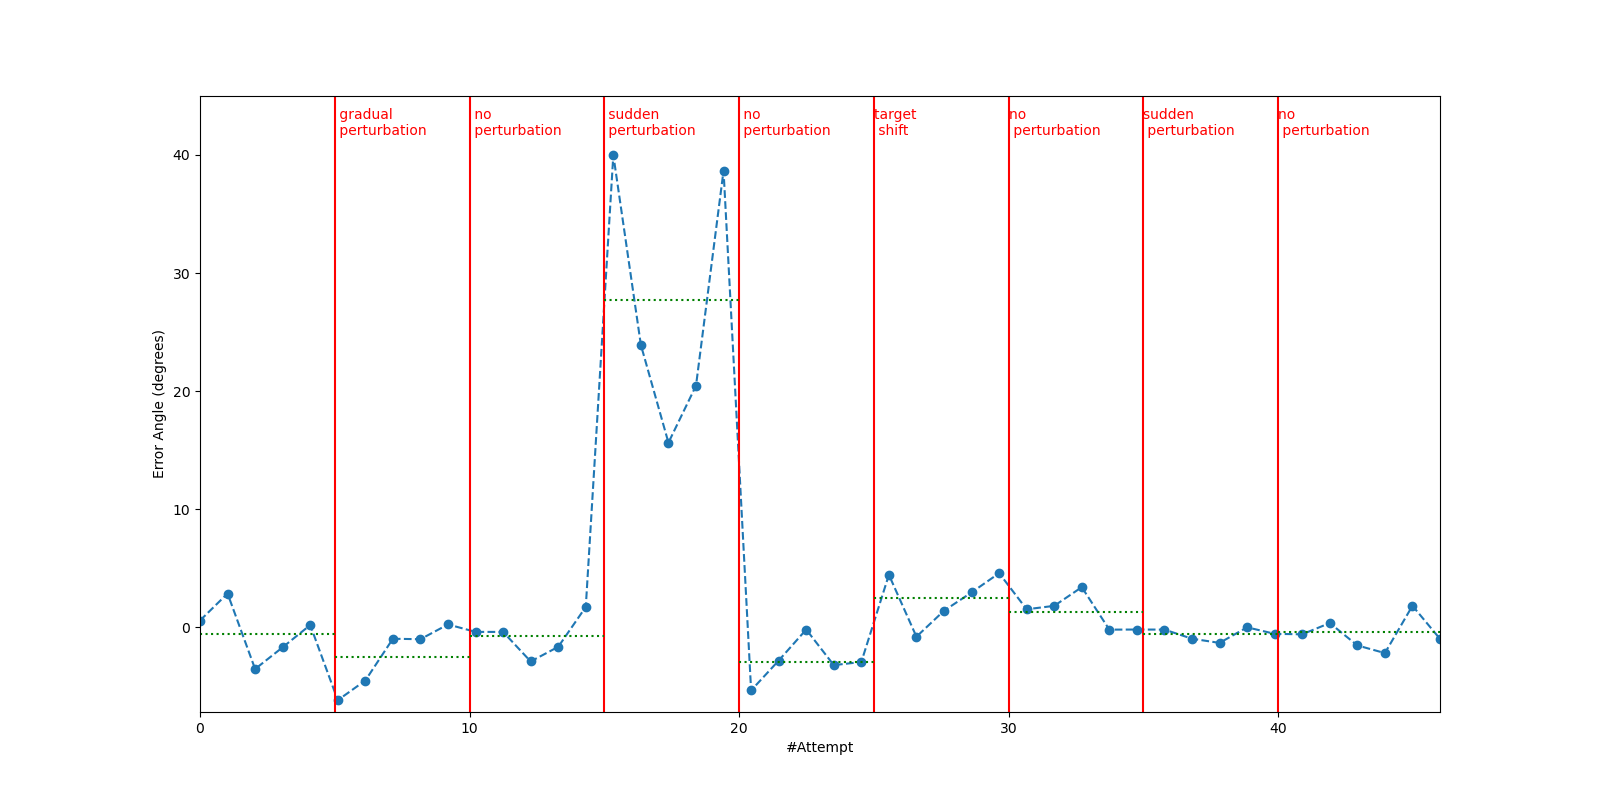 gradual
perturbation
no
perturbation
sudden
perturbation
no
perturbation
target
shift
no
perturbation
sudden
perturbation
no
perturbation
40
30
20
10
0
Error Angle (degrees)
0
10
20
30
40
#Attempt